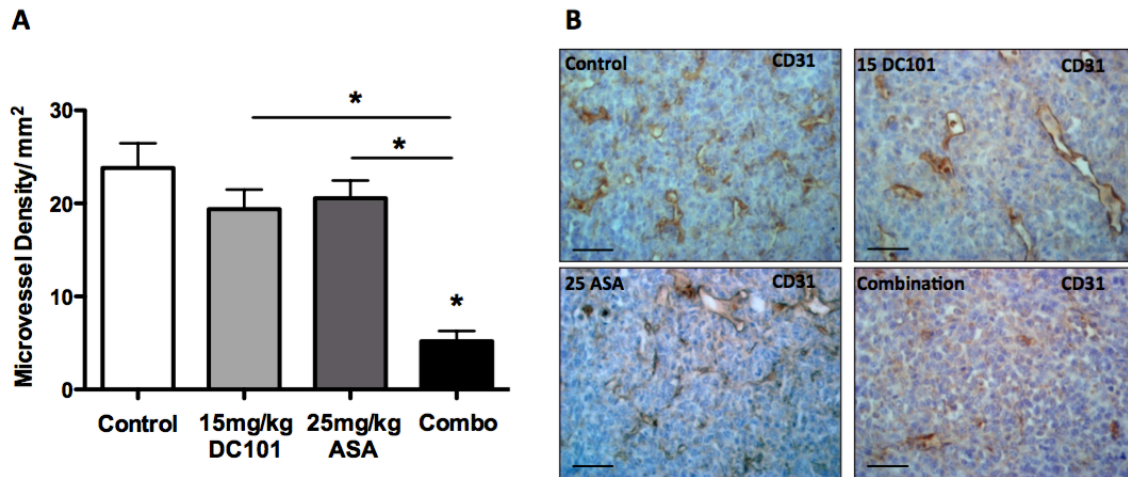 A
Microvessel Density/ mm²
30
20
10
0
*
*
*
Control
15mg/kg
DC101
25mg/kg
ASA
Combo
B
Control CD31
15 DC101 CD31
25 ASA CD31
Combination CD31